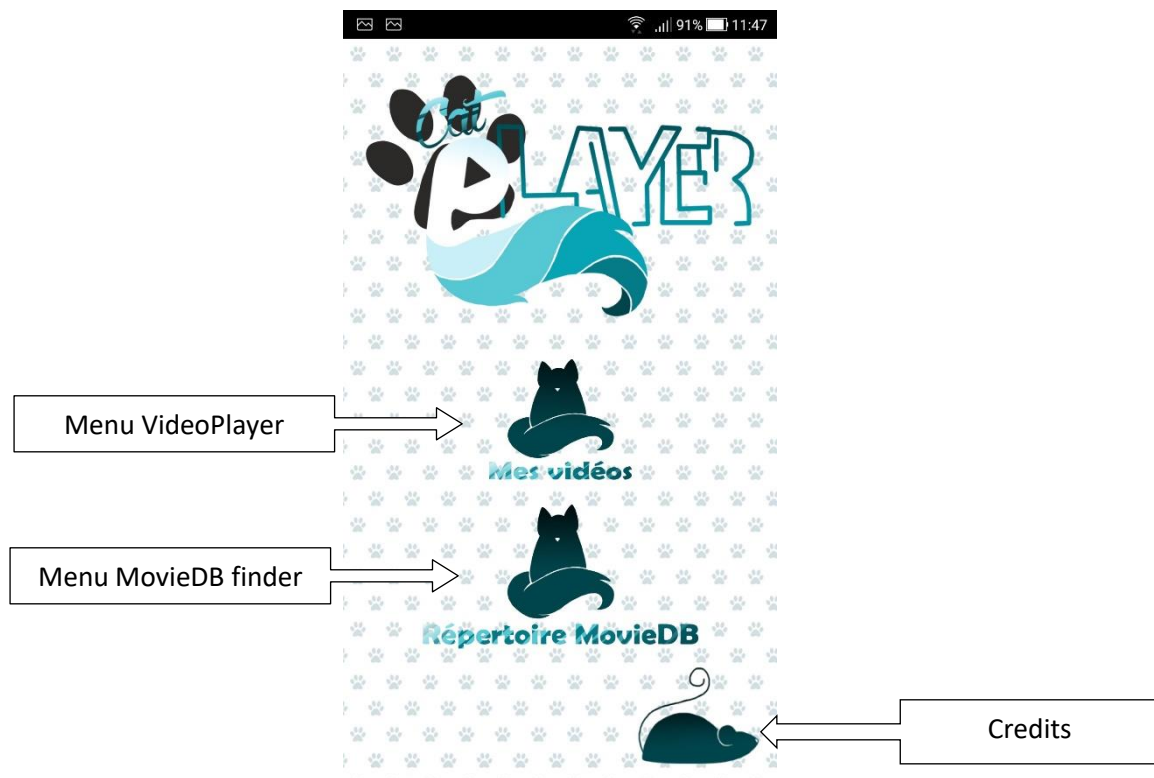 91% 11:47
Cat
PLAYER
Menu VideoPlayer
Mes vidéos
Menu MovieDB finder
Répertoire MovieDB
Credits